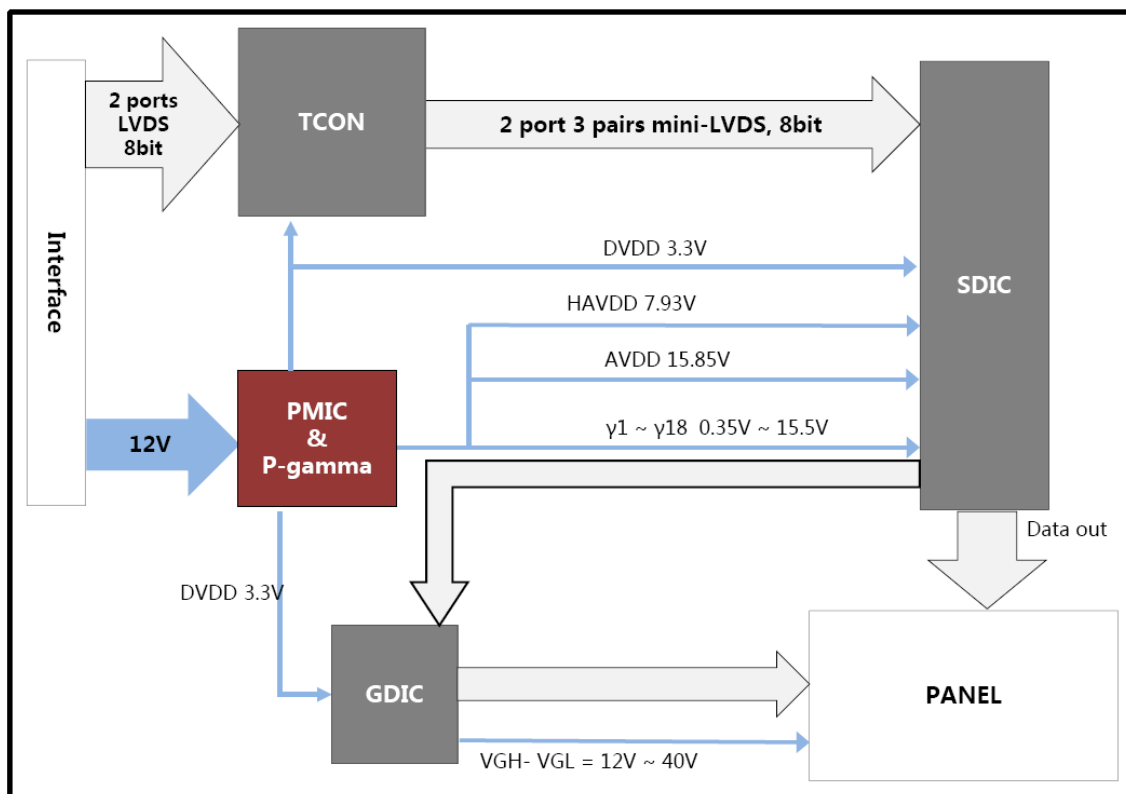 2 ports
LVDS
8bit
TCON
2 port 3 pairs mini-LVDS, 8bit
Interface
DVDD 3.3V
SDIC
HAVDD 7.93V
AVDD 15.85V
PMIC
&
P-gamma
12V
γ1 ~ γ18  0.35V ~ 15.5V
Data out
DVDD 3.3V
GDIC
PANEL
VGH- VGL = 12V ~ 40V